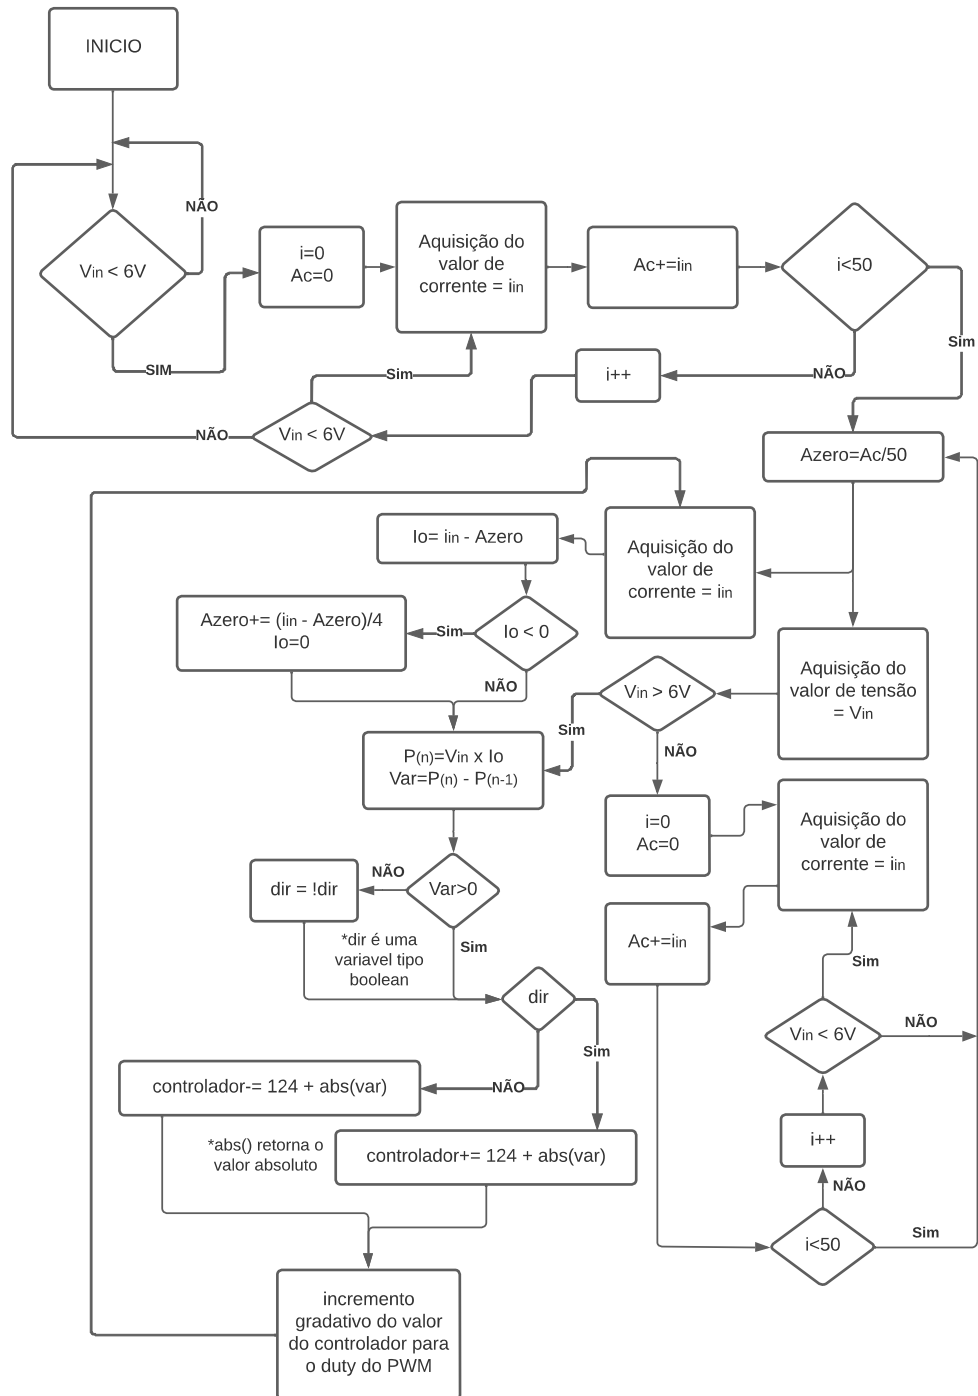 INICIO
NÃO
Vin < 6V
SIM
i=0
Ac=0
Aquisição do
valor de
corrente = iin
Ac+=iin
i<50
Sim
NÃO
i++
Sim
Vin < 6V
NÃO
Azero=Ac/50
Io= iin - Azero
Aquisição do
valor de
corrente = iin
Azero+= (iin - Azero)/4
Io=0
Sim
Io < 0
NÃO
Aquisição do
valor de tensão
= Vin
Vin > 6V
Sim
NÃO
P(n)=Vin x Io
Var=P(n) - P(n-1)
i=0
Ac=0
Aquisição do
valor de
corrente = iin
dir = !dir
NÃO
Var>0
Sim
*dir é uma
variavel tipo
boolean
Ac+=iin
Sim
dir
Vin < 6V
NÃO
Sim
NÃO
controlador-= 124 + abs(var)
*abs() retorna o
valor absoluto
controlador+= 124 + abs(var)
i++
NÃO
i<50
Sim
incremento
gradativo do valor
do controlador para
o duty do PWM